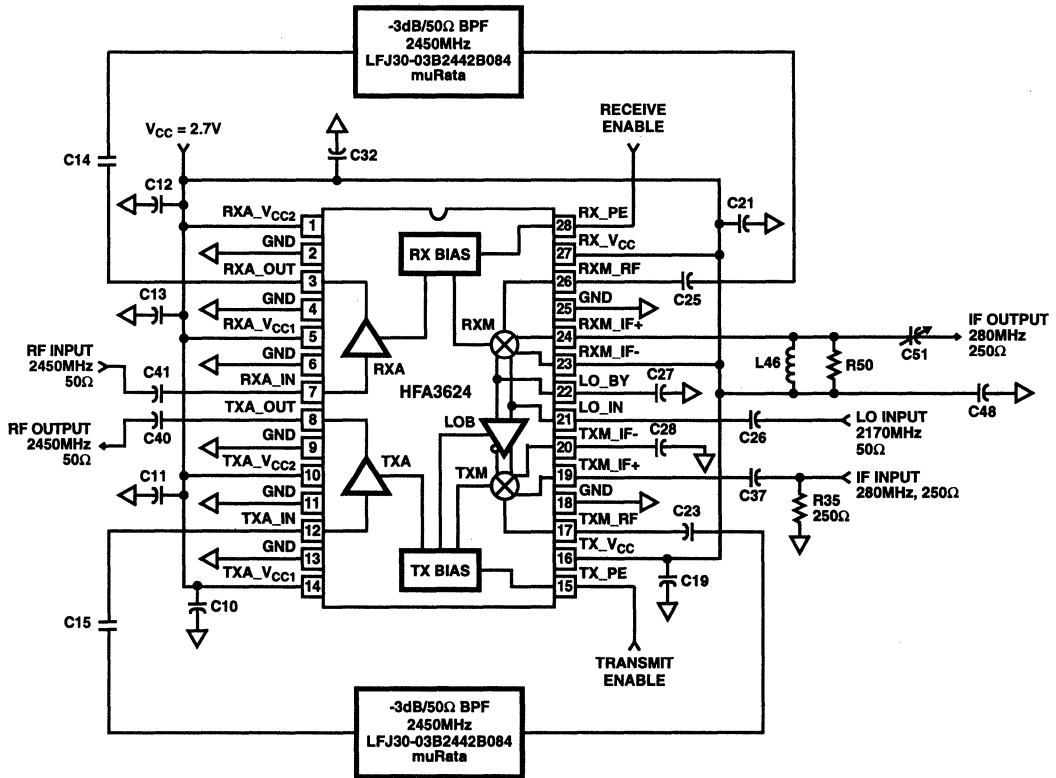 -3dB/50Ω BPF
2450MHz
LFJ30-03B2442B084
muRata
RECEIVE
ENABLE
VCC = 2.7V
C14
C32
C12
C21
RXA_VCC2
1
28
RX_PE
GND
2
RX BIAS
27
RX_VCC
RXA_OUT
3
26
RXM_RF
C25
C13
GND
4
25
GND
RXA_VCC1
5
RXM
24
RXM_IF+
IF OUTPUT
280MHz
250Ω
C51
L46
R50
RF INPUT
2450MHz
50Ω
GND
6
RXA
23
RXM_IF-
C41
RXA_IN
7
HFA3624
22
LO_BY
C27
C48
TXA_OUT
8
LOB
21
LO_IN
C26
LO INPUT
2170MHz
50Ω
RF OUTPUT
2450MHz
50Ω
C40
GND
9
20
TXM_IF-
C28
C11
TXA_VCC2
10
TXA
TXM
19
TXM_IF+
C37
IF INPUT
280MHz, 250Ω
R35
250Ω
GND
11
18
GND
TXA_IN
12
17
TXM_RF
C23
GND
13
16
TX_VCC
TXA_VCC1
14
TX BIAS
15
TX_PE
C19
C10
C15
TRANSMIT
ENABLE
-3dB/50Ω BPF
2450MHz
LFJ30-03B2442B084
muRata